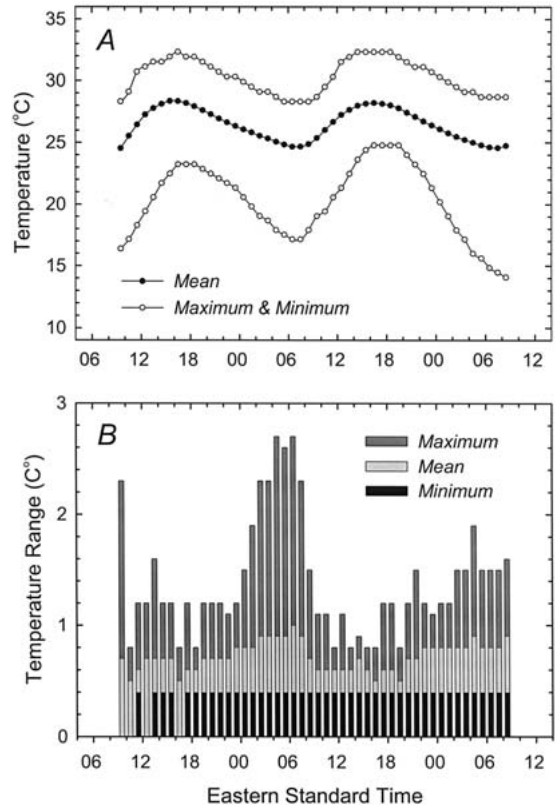 A
Temperature (°C)
35
30
25
20
15
10
Mean
Maximum & Minimum
06 12 18 00 06 12 18 00 06 12
B
Temperature Range (C°)
3
2
1
0
Maximum
Mean
Minimum
06 12 18 00 06 12 18 00 06 12
Eastern Standard Time